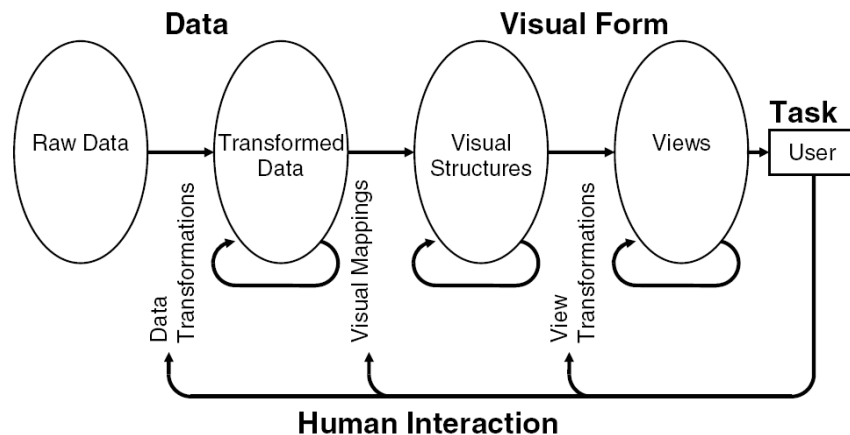 Data
Visual Form
Task
Raw Data
Transformed
Data
Visual
Structures
Views
User
Data
Transformations
Visual Mappings
View
Transformations
Human Interaction